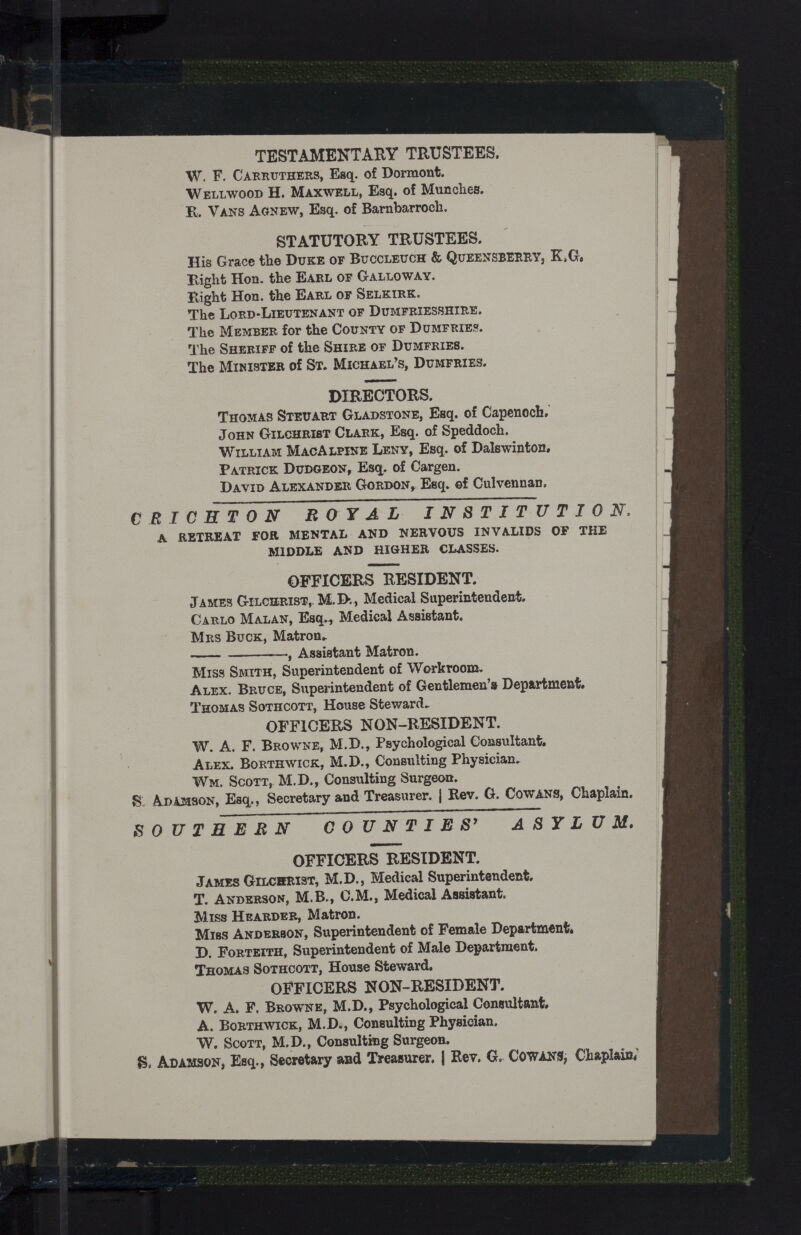 TESTAMENTARY TRUSTEES.
W. F. CARRUTHERS, Esq. of Dormont.
WELLWOOD H. MAXWELL, Esq. of Munches.
R. VANS AGNEW, Esq. of Barnbarroch.
STATUTORY TRUSTEES.
His Grace the DUKE OF BUCCLEUCH & QUEENSBERRY, K.G.
Right Hon. the EARL OF GALLOWAY.
Right Hon. the EARL OF SELKIRK.
The LORD-LIEUTENANT OF DUMFRIESSHIRE.
The MEMBER for the COUNTY OF DUMFRIES.
The SHERIFF of the SHIRE OF DUMFRIES.
The MINISTER of ST. MICHAEL'S, DUMFRIES.
DIRECTORS.
THOMAS STEUART GLADSTONE, Esq. of Capenoch.
JOHN GILCHRIST CLARK, Esq. of Speddoch.
WILLIAM MACALPINE LENY, Esq. of Dalswinton.
PATRICK DUDGEON, Esq. of Cargen.
DAVID ALEXANDER GORDON, Esq. of Culvennan.
CRICHTON ROYAL INSTITUTION.
A RETREAT FOR MENTAL AND NERVOUS INVALIDS OF THE
MIDDLE AND HIGHER CLASSES.
OFFICERS RESIDENT.
JAMES GILCHRIST, M.D., Medical Superintendent.
CARLO MALAN, Esq., Medical Assistant.
MRS BUCK, Matron.
—— ————, Assistant Matron.
MISS SMITH, Superintendent of Workroom.
ALEX. BRUCE, Superintendent of Gentlemen's Department.
THOMAS SOTHCOTT, House Steward.
OFFICERS NON-RESIDENT.
W. A. F. BROWNE, M.D., Psychological Consultant.
ALEX. BORTHWICK, M.D., Consulting Physician.
WM. SCOTT, M.D., Consulting Surgeon.
S. ADAMSON, Esq., Secretary and Treasurer. | Rev. G. COWANS, Chaplain.
SOUTHERN COUNTIES' ASYLUM.
OFFICERS RESIDENT.
JAMES GILCHRIST, M.D., Medical Superintendent.
T. ANDERSON, M.B., C.M., Medical Assistant.
MISS HEARDER, Matron.
MISS ANDERSON, Superintendent of Female Department.
D. FORTEITH, Superintendent of Male Department.
THOMAS SOTHCOTT, House Steward.
OFFICERS NON-RESIDENT.
W. A. F. BROWNE, M.D., Psychological Consultant.
A. BORTHWICK, M.D., Consulting Physician.
W. SCOTT, M.D., Consulting Surgeon.
S. ADAMSON, Esq., Secretary and Treasurer. | Rev. G. COWANS, Chaplain.